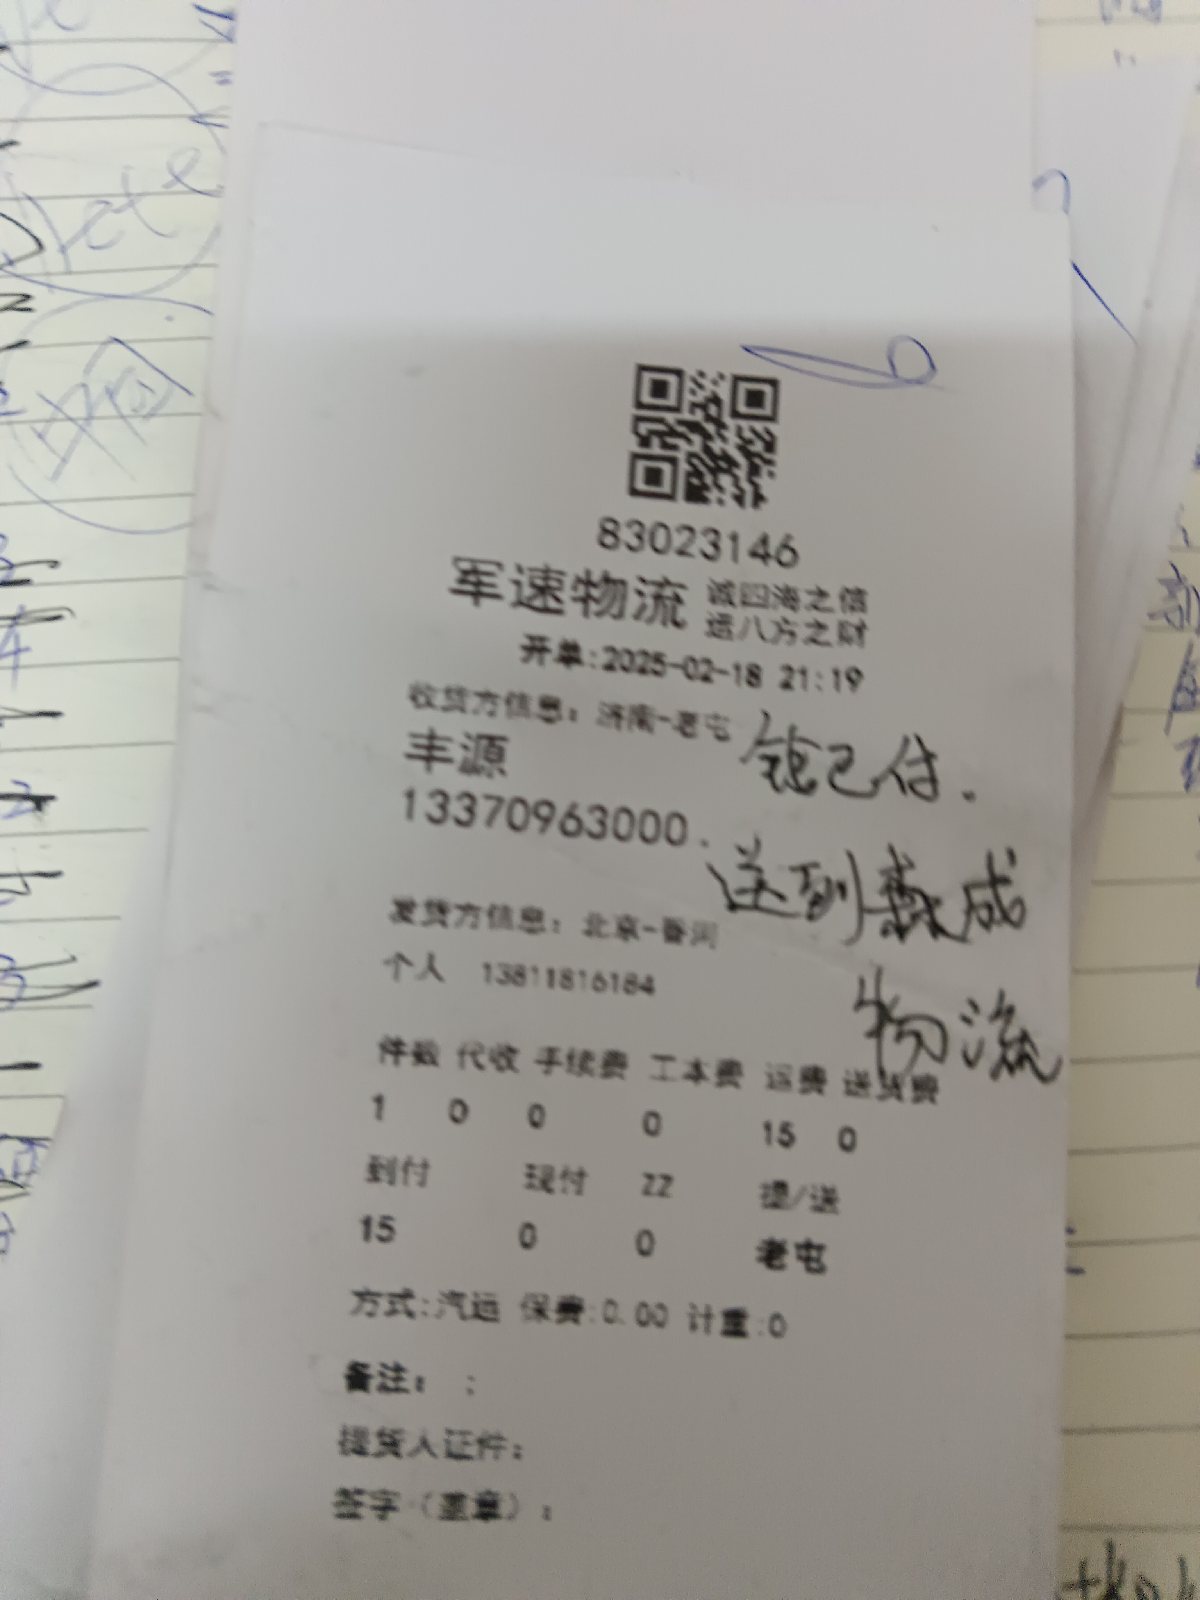 83023146
军速物流 诚四海之信
运八方之财
开单:2025-02-18 21:19
收货方信息：济南-老屯
丰源
钱已付.
13370963000.
送到 成
物流
发货方信息：北京-香河
个人 13811816184
件数 代收 手续费 工本费 运费 送货费
1 0 0 0 15 0
到付 现付 ZZ 提/送
15 0 0 老屯
方式:汽运 保费:0.00 计重:0
备注： ;
提货人证件：
签字（盖章）：